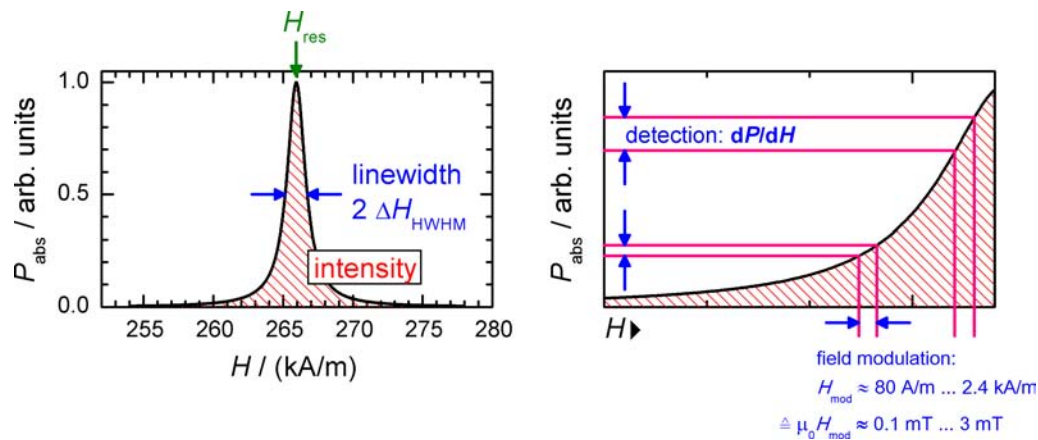 H_res
1.0
0.5
0.0
P_abs / arb. units
linewidth
2 ΔH_HWHM
intensity
255 260 265 270 275 280
H / (kA/m)
P_abs / arb. units
detection: dP/dH
H
field modulation:
H_mod ≈ 80 A/m ... 2.4 kA/m
≙ μ₀H_mod ≈ 0.1 mT ... 3 mT